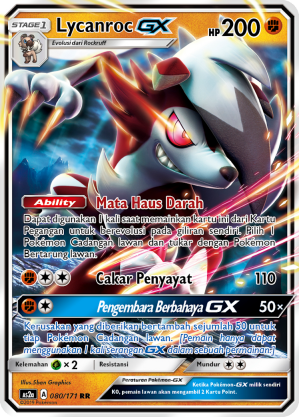 STAGE 1 Lycanroc GX HP 200
Evolusi dari Rockruff
Ability Mata Haus Darah
Dapat digunakan 1 kali saat memainkan kartu ini dari Kartu
Pegangan untuk berevolusi pada giliran sendiri. Pilih 1
Pokémon Cadangan lawan dan tukar dengan Pokémon
Bertarung lawan.
Cakar Penyayat 110
Pengembara Berbahaya GX 50×
Kerusakan yang diberikan bertambah sejumlah 50 untuk
tiap Pokémon Cadangan lawan. [Pemain hanya dapat
menggunakan 1 kali serangan GX dalam sebuah permainan.]
Kelemahan ×2 Resistansi Mundur
Illus. 5ban Graphics
Peraturan Pokémon-GX
Ketika Pokémon-GX milik sendiri
KO, pemain lawan akan mengambil 2 Kartu Point.
AS2a A 080/171 RR